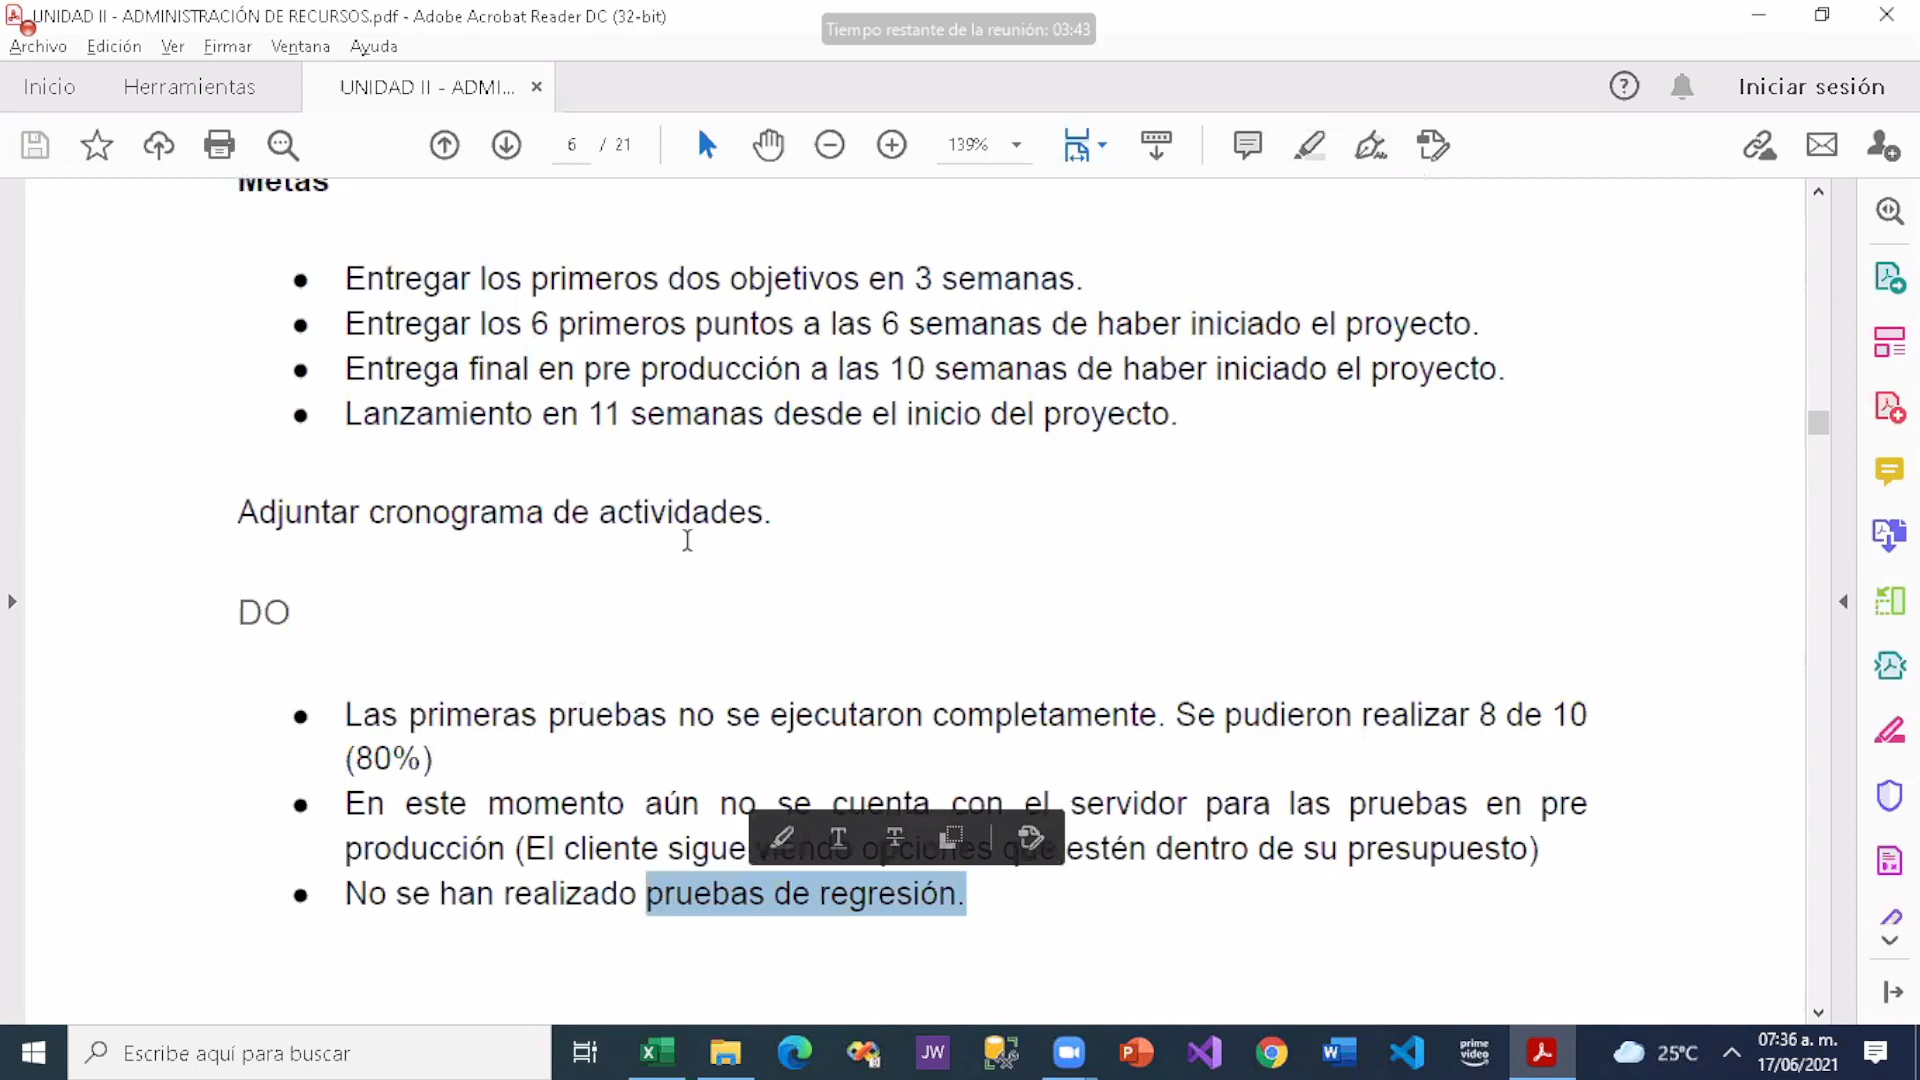 UNIDAD II - ADMINISTRACIÓN DE RECURSOS.pdf - Adobe Acrobat Reader DC (32-bit)
Tiempo restante de la reunión: 03:43
Archivo Edición Ver Firmar Ventana Ayuda
Inicio Herramientas UNIDAD II - ADMI... Iniciar sesión
6 / 21 139%
Metas
● Entregar los primeros dos objetivos en 3 semanas.
● Entregar los 6 primeros puntos a las 6 semanas de haber iniciado el proyecto.
● Entrega final en pre producción a las 10 semanas de haber iniciado el proyecto.
● Lanzamiento en 11 semanas desde el inicio del proyecto.
Adjuntar cronograma de actividades.
DO
● Las primeras pruebas no se ejecutaron completamente. Se pudieron realizar 8 de 10
(80%)
● En este momento aún no se cuenta con el servidor para las pruebas en pre
producción (El cliente sigue viendo opciones que estén dentro de su presupuesto)
● No se han realizado pruebas de regresión.
Escribe aquí para buscar
JW
prime video
25°C
07:36 a. m.
17/06/2021